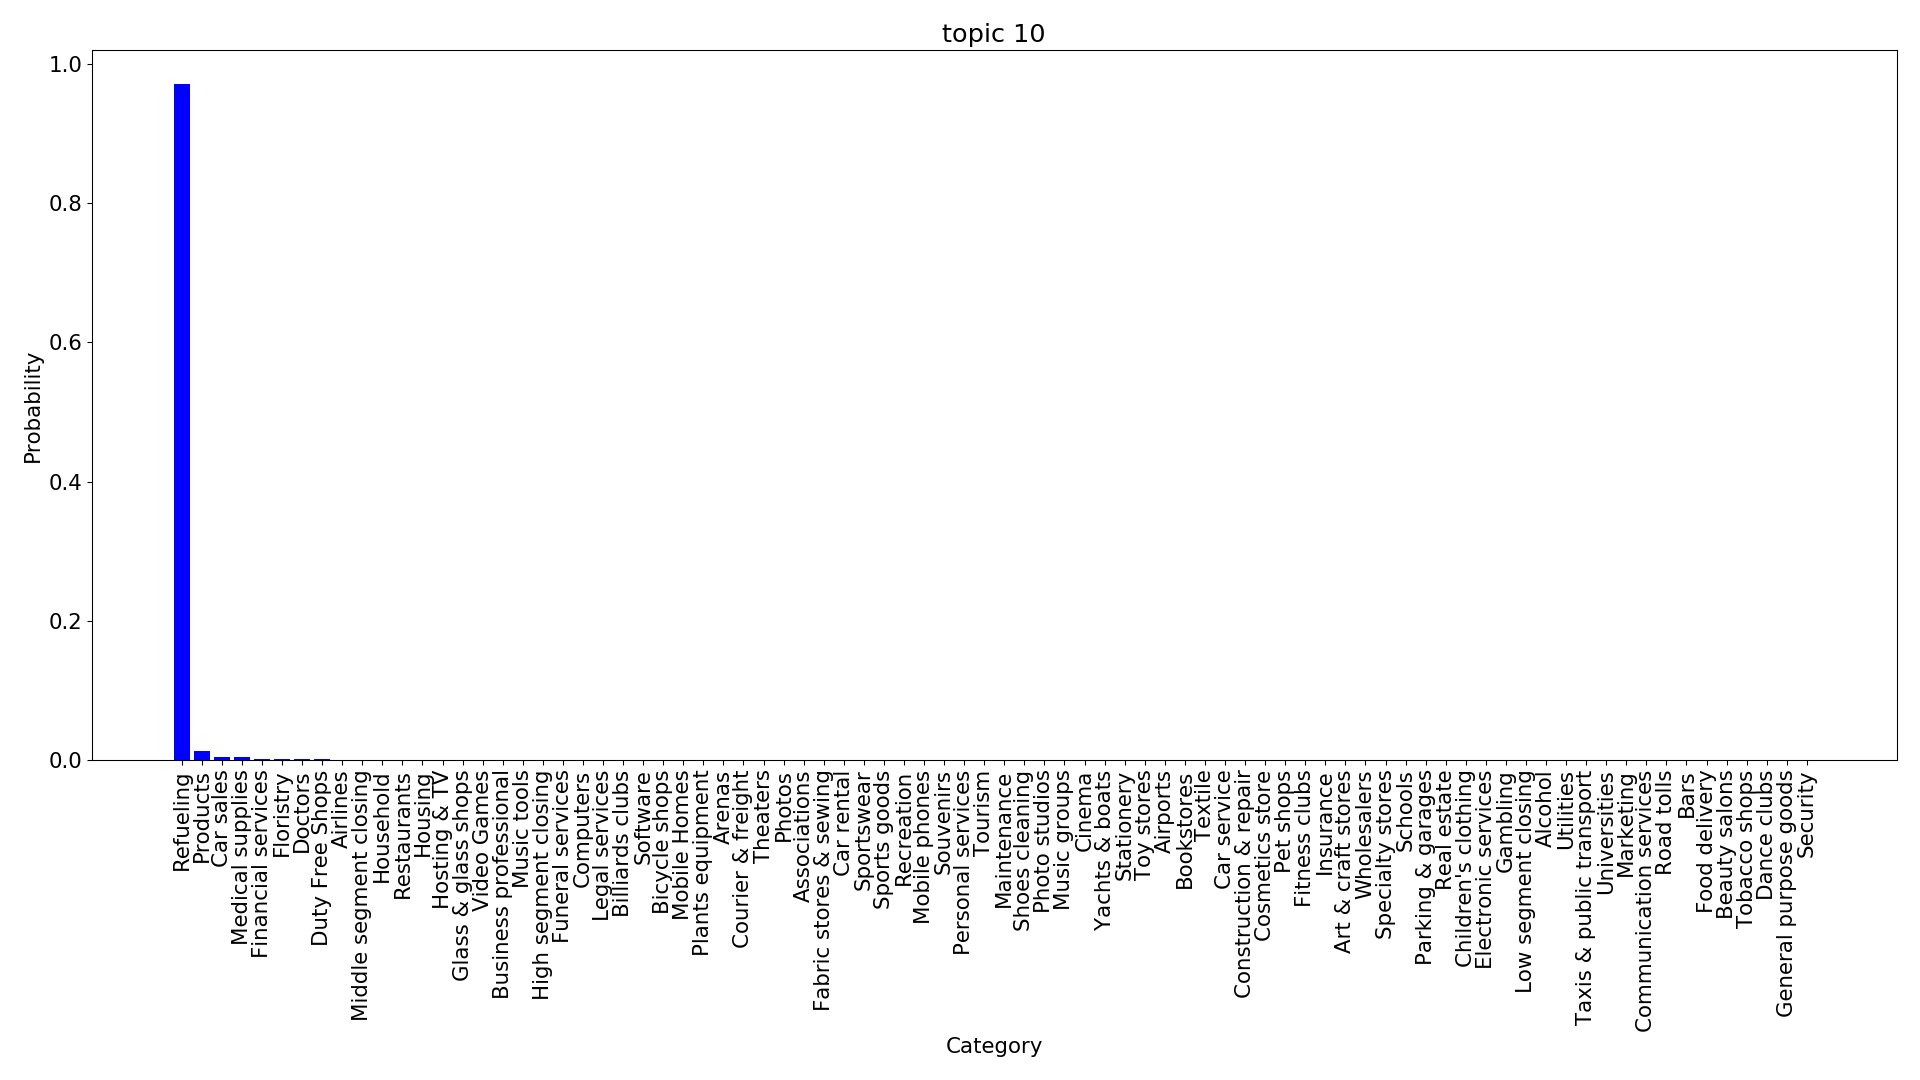 topic 10
1.0
0.8
0.6
0.4
0.2
0.0
Probability
Refueling
Products
Car sales
Medical supplies
Financial services
Floristry
Doctors
Duty Free Shops
Airlines
Middle segment closing
Household
Restaurants
Housing
Hosting & TV
Glass & glass shops
Video Games
Business professional
Music tools
High segment closing
Funeral services
Computers
Legal services
Billiards clubs
Software
Bicycle shops
Mobile Homes
Plants equipment
Arenas
Courier & freight
Theaters
Photos
Associations
Fabric stores & sewing
Car rental
Sportswear
Sports goods
Recreation
Mobile phones
Souvenirs
Personal services
Tourism
Maintenance
Shoes cleaning
Photo studios
Music groups
Cinema
Yachts & boats
Stationery
Toy stores
Airports
Bookstores
Textile
Car service
Construction & repair
Cosmetics store
Pet shops
Fitness clubs
Insurance
Art & craft stores
Wholesalers
Specialty stores
Schools
Parking & garages
Real estate
Children's clothing
Electronic services
Gambling
Low segment closing
Alcohol
Utilities
Taxis & public transport
Universities
Marketing
Communication services
Road tolls
Bars
Food delivery
Beauty salons
Tobacco shops
Dance clubs
General purpose goods
Security
Category